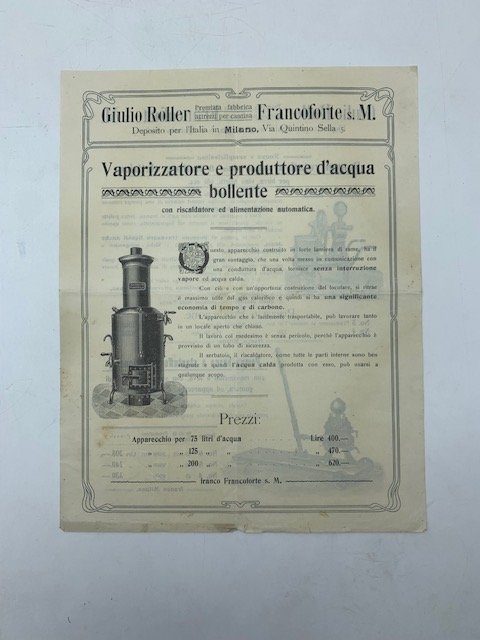 Giulio Roller Premiata fabbrica attrezzi per cantina Francoforte s. M.
Deposito per l'Italia in Milano, Via Quintino Sella 5.
Vaporizzatore e produttore d'acqua
bollente
con riscaldatore ed alimentazione automatica.
Questo apparecchio costruito in forte lamiera di rame, ha il
gran vantaggio, che una volta messo in comunicazione con
una conduttura d'acqua, fornisce senza interruzione
vapore ed acqua calda.
Con ciò e con un'opportuna costruzione del focolare, si ritrae
il massimo utile del gas calorifico e quindi si ha una significante
economia di tempo e di carbone.
L'apparecchio che è facilmente trasportabile, può lavorare tanto
in un locale aperto che chiuso.
Il lavoro col medesimo è senza pericolo, perchè l'apparecchio è
provvisto di un tubo di sicurezza.
Il serbatoio, il riscaldatore, come tutte le parti interne sono ben
stagnate e quindi l'acqua calda prodotta con esso, può usarsi a
qualunque scopo.
Prezzi:
Apparecchio per 75 litri d'acqua . . . Lire 400.—
„ „ 125 „ „ . . . „ 470.—
„ „ 200 „ „ . . . „ 620.—
franco Francoforte s. M.